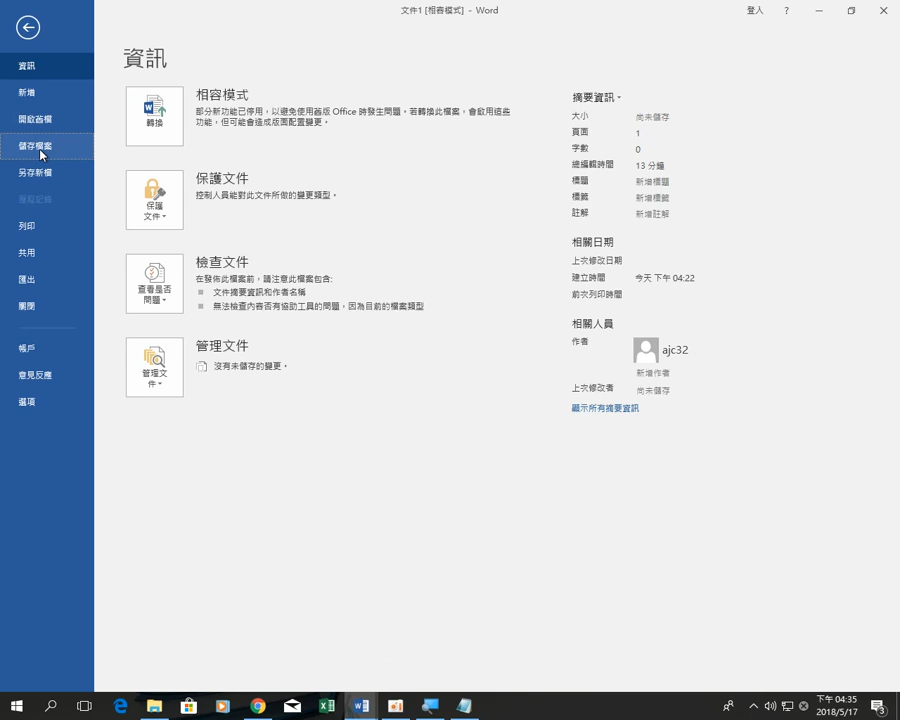 文件1 [相容模式] - Word
登入
?
資訊
新增
開啟舊檔
儲存檔案
另存新檔
列印
共用
匯出
關閉
帳戶
意見反應
選項
資訊
轉換
相容模式
部分新功能已停用，以避免使用舊版 Office 時發生問題。若轉換此檔案，會啟用這些
功能，但可能會造成版面配置變更。
保護
文件
保護文件
控制人員能對此文件所做的變更類型。
查看是否
問題
檢查文件
在發佈此檔案前，請注意此檔案包含:
文件摘要資訊和作者名稱
無法檢查內容否有協助工具的問題，因為目前的檔案類型
管理文
件
管理文件
沒有未儲存的變更。
摘要資訊
大小 尚未儲存
頁面 1
字數 0
總編輯時間 13 分鐘
標題 新增標題
標籤 新增標籤
註解 新增註解
相關日期
上次修改日期
建立時間 今天 下午 04:22
前次列印時間
相關人員
作者
ajc32
新增作者
上次修改者 尚未儲存
顯示所有摘要資訊
下午 04:35
2018/5/17
3